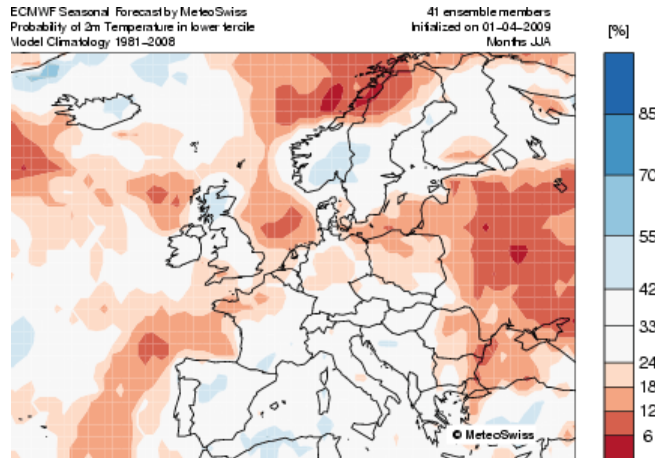 ECMWF Seasonal Forecast by MeteoSwiss
Probability of 2m Temperature in lower tercile
Model Climatology 1981–2008
41 ensemble members
Initialized on 01–04–2009
Months JJA
[%]
85
70
55
42
33
24
18
12
6
© MeteoSwiss